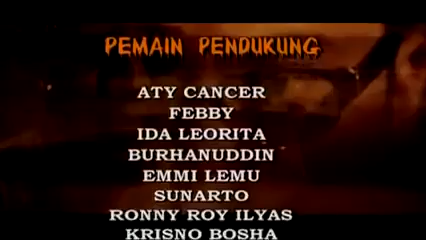 PEMAIN PENDUKUNG
ATY CANCER
FEBBY
IDA LEORITA
BURHANUDDIN
EMMI LEMU
SUNARTO
RONNY ROY ILYAS
KRISNO BOSHA